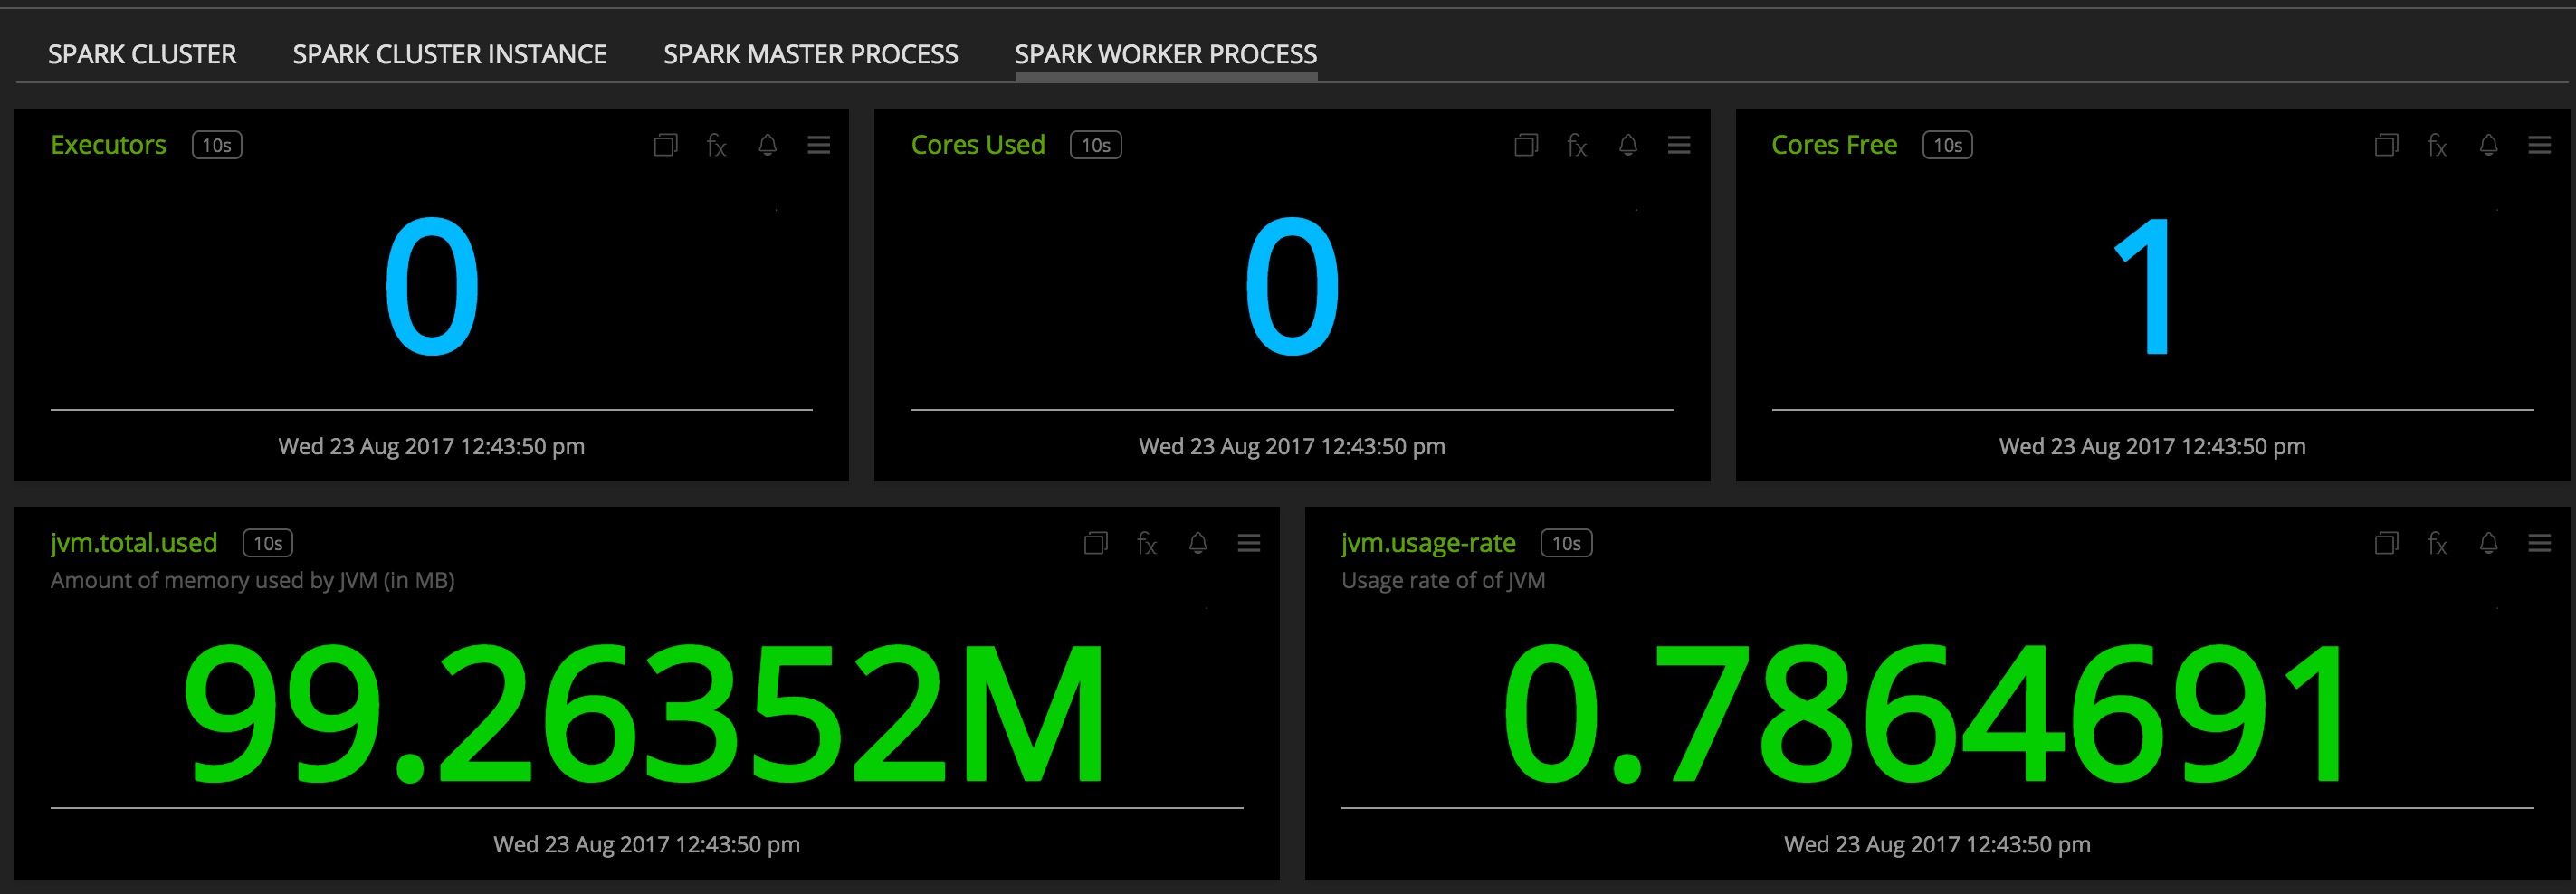 SPARK CLUSTER SPARK CLUSTER INSTANCE SPARK MASTER PROCESS SPARK WORKER PROCESS
Executors 10s fx
0
Wed 23 Aug 2017 12:43:50 pm
Cores Used 10s fx
0
Wed 23 Aug 2017 12:43:50 pm
Cores Free 10s fx
1
Wed 23 Aug 2017 12:43:50 pm
jvm.total.used 10s fx
Amount of memory used by JVM (in MB)
99.26352M
Wed 23 Aug 2017 12:43:50 pm
jvm.usage-rate 10s fx
Usage rate of of JVM
0.7864691
Wed 23 Aug 2017 12:43:50 pm